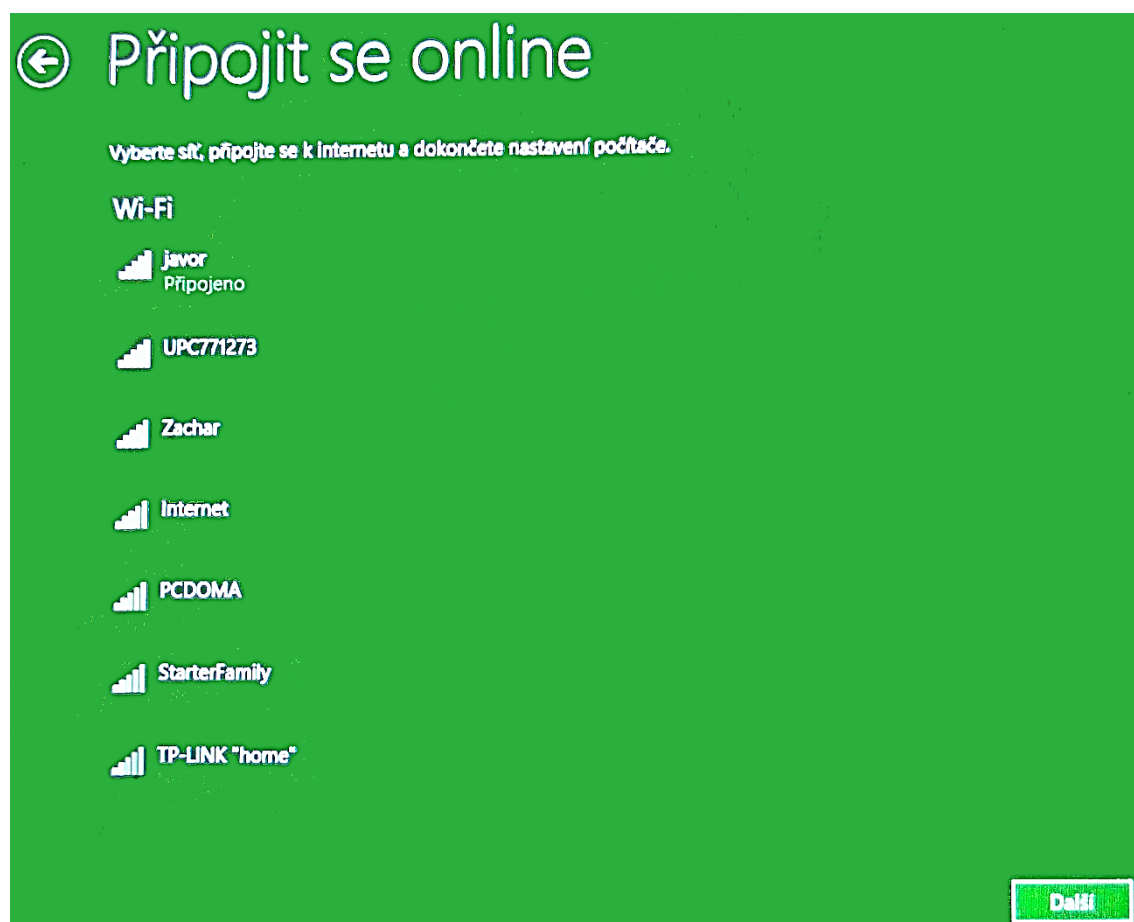 Připojit se online
Vyberte síť, připojte se k internetu a dokončete nastavení počítače.
Wi-Fi
javor
Připojeno
UPC771273
Zachar
Internet
PCDOMA
StarterFamily
TP-LINK "home"
Další